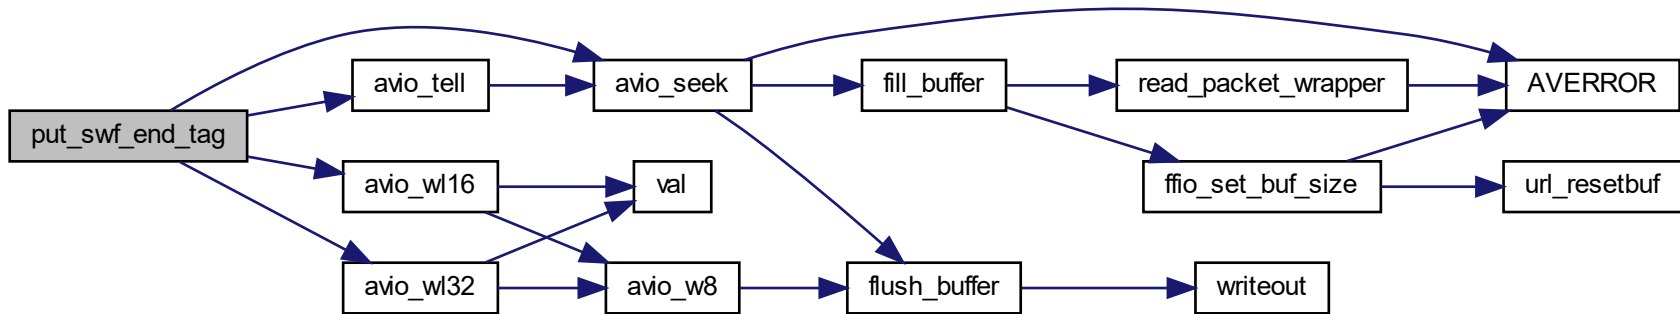 put_swf_end_tag
avio_tell
avio_seek
fill_buffer
read_packet_wrapper
AVERROR
avio_wl16
val
ffio_set_buf_size
url_resetbuf
avio_wl32
avio_w8
flush_buffer
writeout